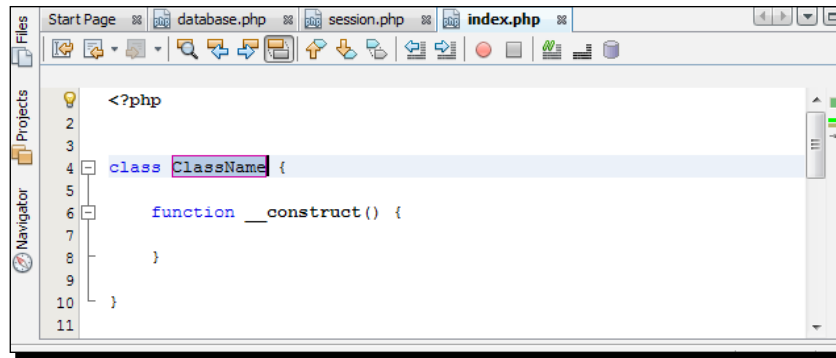 Files
Projects
Navigator
Start Page database.php session.php index.php
<?php
2
3
4 class ClassName {
5
6 function __construct() {
7
8 }
9
10 }
11